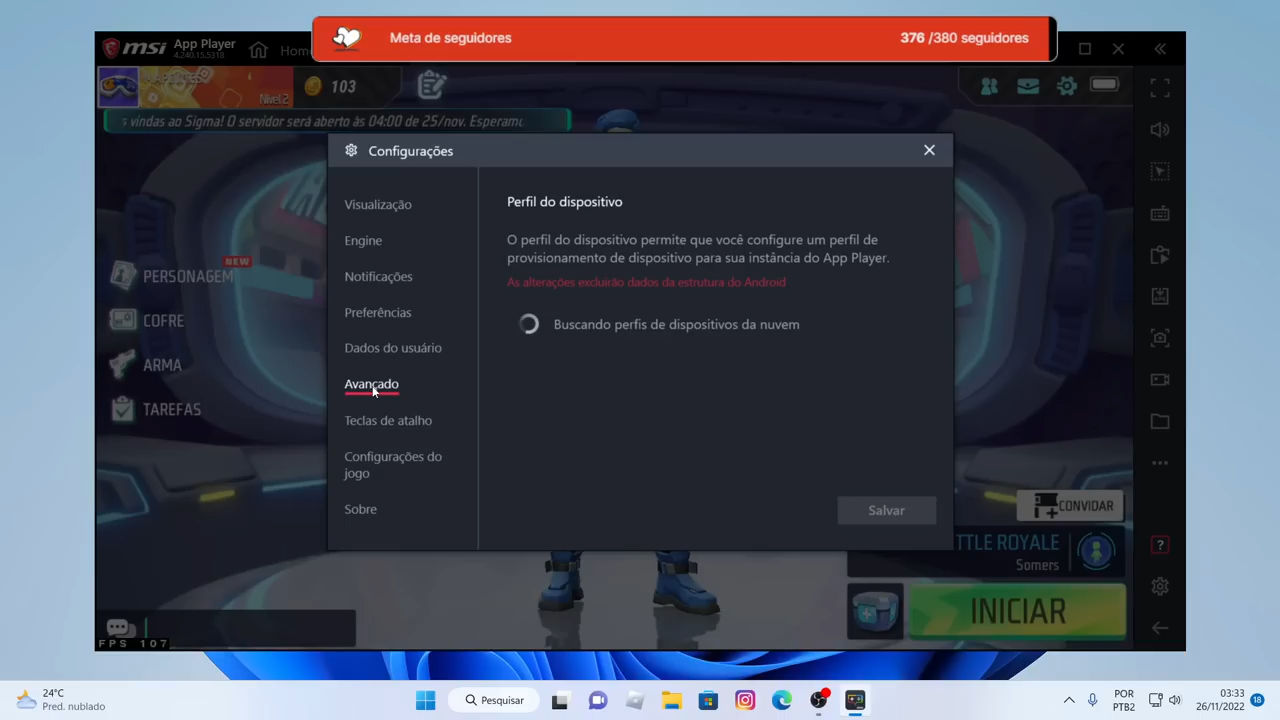 Meta de seguidores
376 /380 seguidores
msi App Player
4.240.15.5318
Home
103
Nível 2
s vindas ao Sigma! O servidor será aberto às 04:00 de 25/nov. Esperamo
Configurações
Visualização
Engine
Notificações
Preferências
Dados do usuário
Avançado
Teclas de atalho
Configurações do
jogo
Sobre
Perfil do dispositivo
O perfil do dispositivo permite que você configure um perfil de
provisionamento de dispositivo para sua instância do App Player.
As alterações excluirão dados da estrutura do Android
Buscando perfis de dispositivos da nuvem
Salvar
NEW
PERSONAGEM
COFRE
ARMA
TAREFAS
CONVIDAR
TTLE ROYALE
Somers
INICIAR
FPS 107
24°C
Pred. nublado
Pesquisar
POR
PTB2
03:33
26/11/2022
18